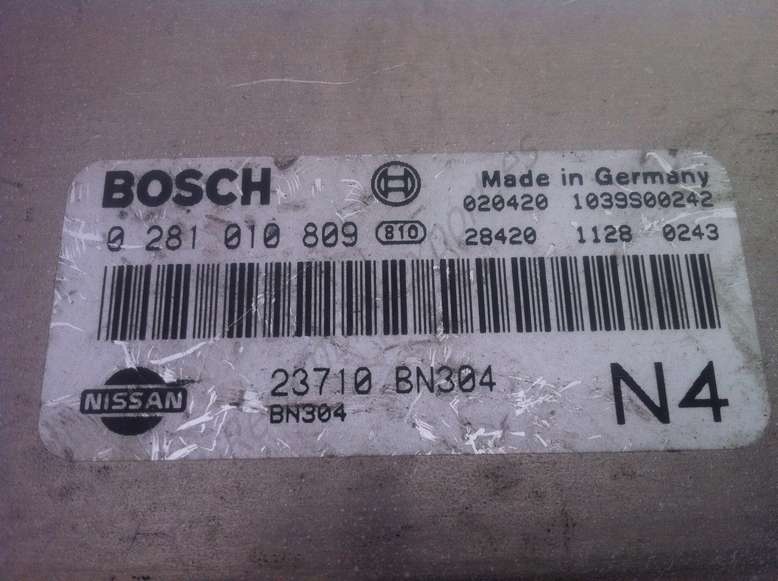 BOSCH
Made in Germany
020420 1039S00242
0 281 010 809 810
28420 1128 0243
NISSAN
23710 BN304
BN304
N4